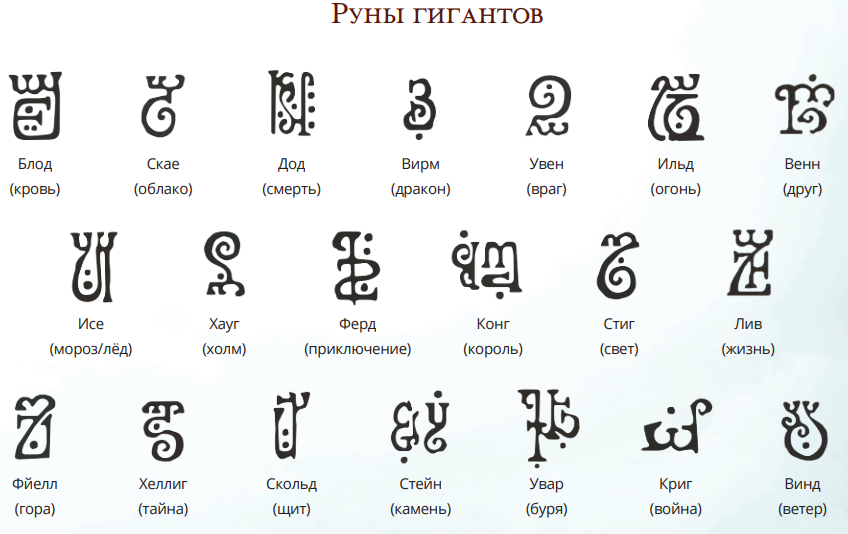 Руны гигантов
Блод Скае Дод Вирм Увен Ильд Венн
(кровь) (облако) (смерть) (дракон) (враг) (огонь) (друг)
Исе Хауг Ферд Конг Стиг Лив
(мороз/лёд) (холм) (приключение) (король) (свет) (жизнь)
Фйелл Хеллиг Скольд Стейн Увар Криг Винд
(гора) (тайна) (щит) (камень) (буря) (война) (ветер)